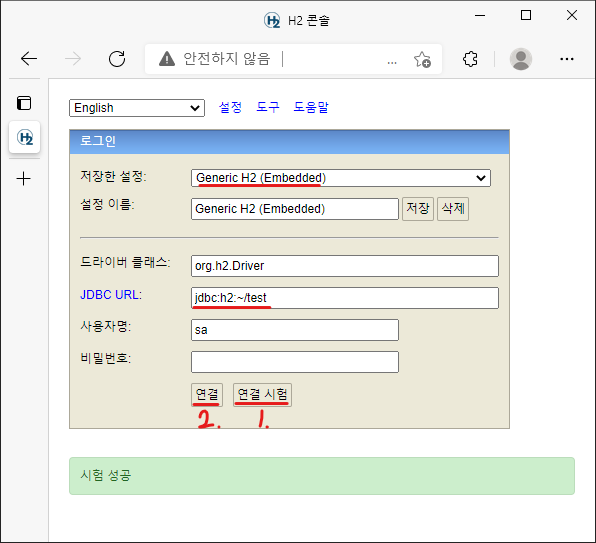 H2 콘솔
안전하지 않음
English 설정 도구 도움말
로그인
저장한 설정: Generic H2 (Embedded)
설정 이름: Generic H2 (Embedded) 저장 삭제
드라이버 클래스: org.h2.Driver
JDBC URL: jdbc:h2:~/test
사용자명: sa
비밀번호:
연결 연결 시험
2. 1.
시험 성공